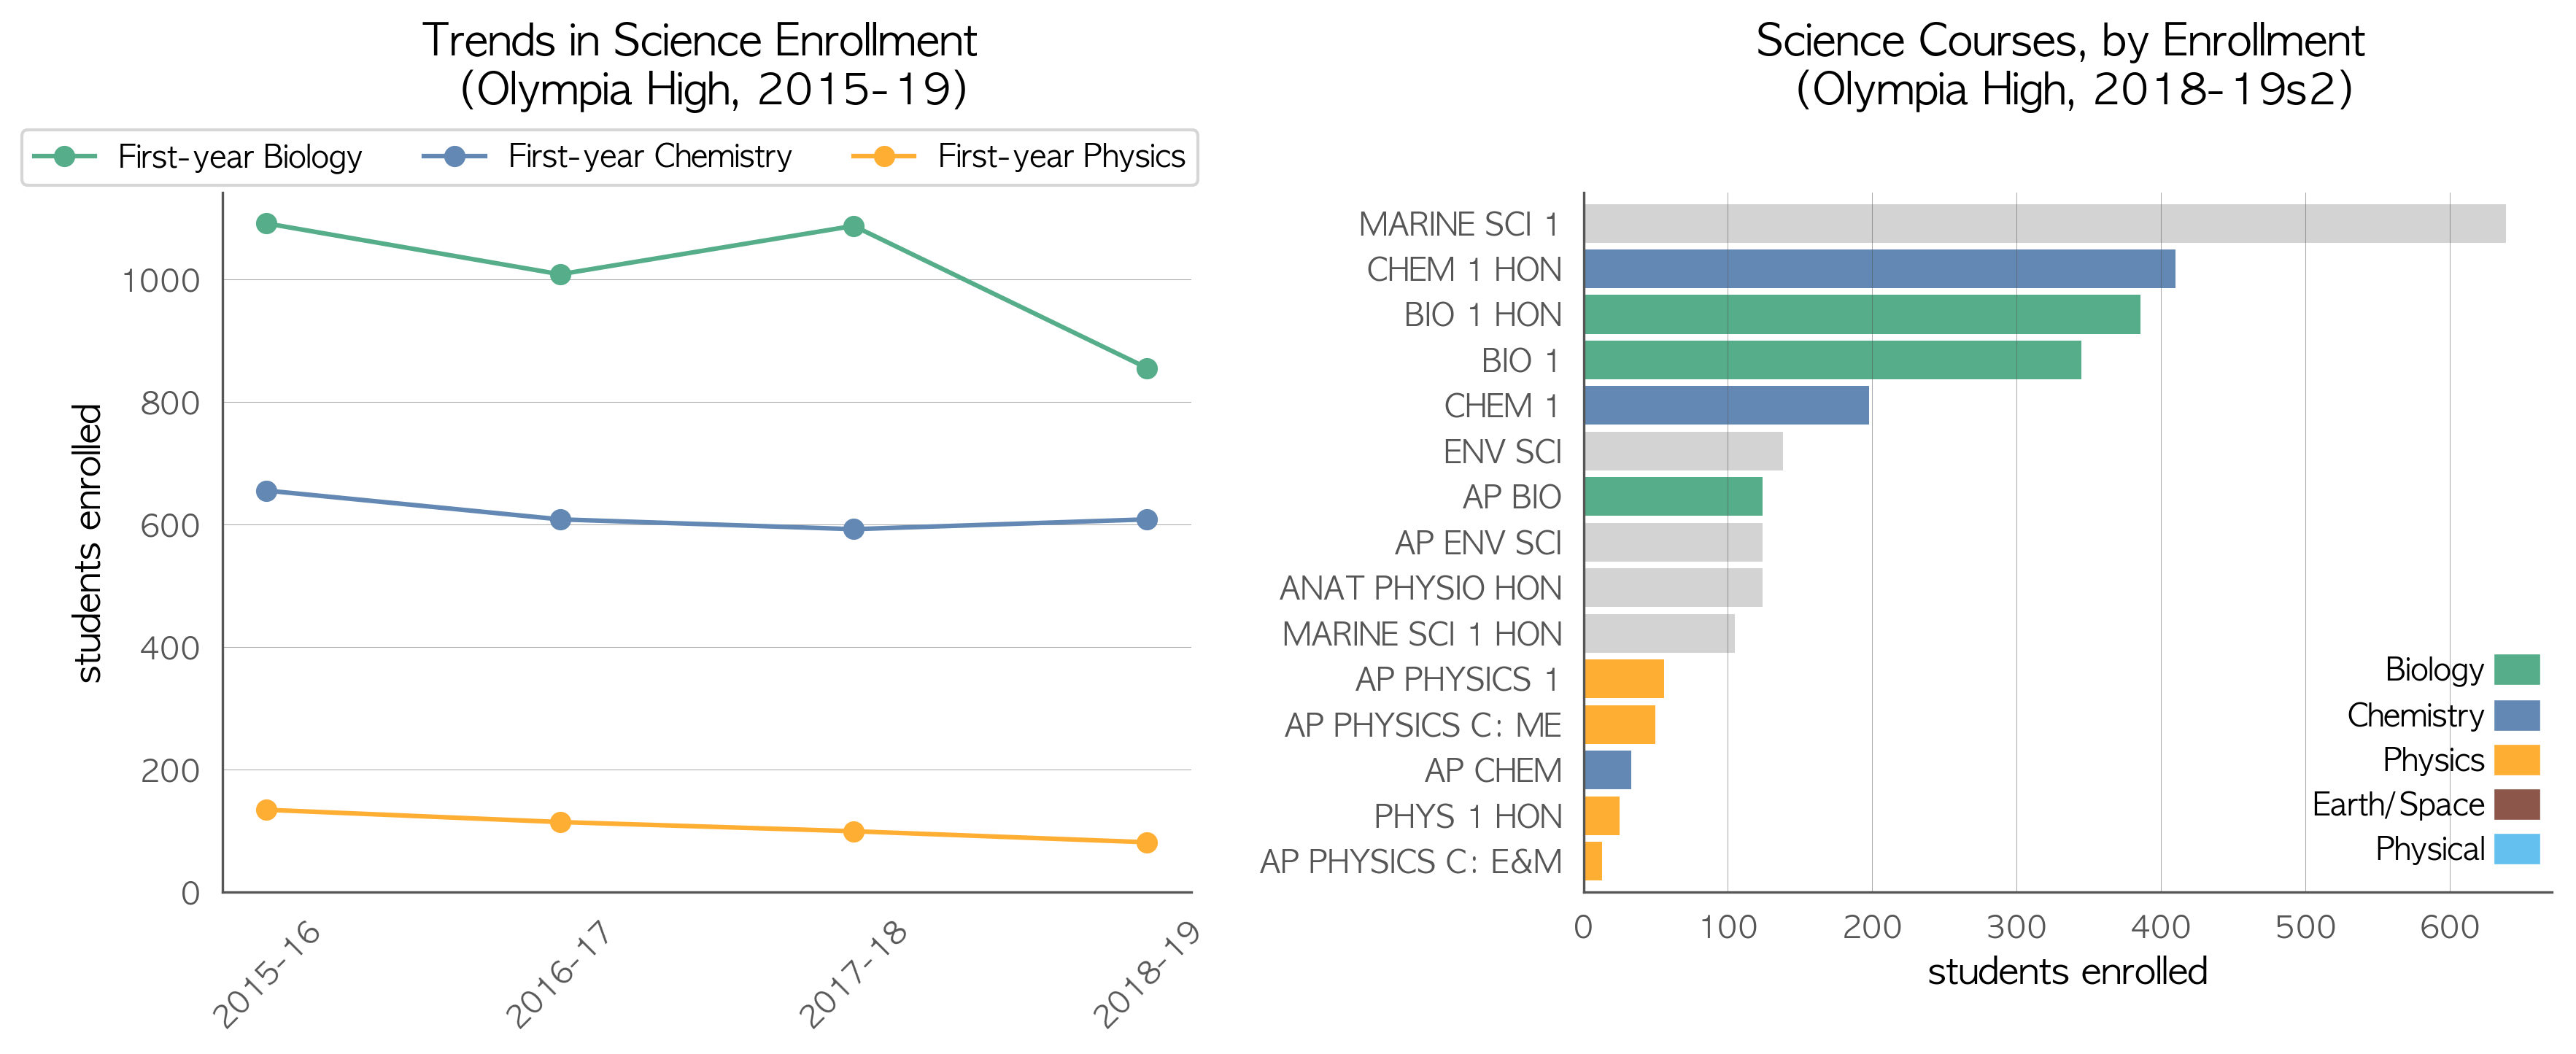 Trends in Science Enrollment
(Olympia High, 2015-19)
First-year Biology
First-year Chemistry
First-year Physics
students enrolled
1000
800
600
400
200
0
2015-16
2016-17
2017-18
2018-19
Science Courses, by Enrollment
(Olympia High, 2018-19s2)
MARINE SCI 1
CHEM 1 HON
BIO 1 HON
BIO 1
CHEM 1
ENV SCI
AP BIO
AP ENV SCI
ANAT PHYSIO HON
MARINE SCI 1 HON
AP PHYSICS 1
AP PHYSICS C: ME
AP CHEM
PHYS 1 HON
AP PHYSICS C: E&M
Biology
Chemistry
Physics
Earth/Space
Physical
0 100 200 300 400 500 600
students enrolled